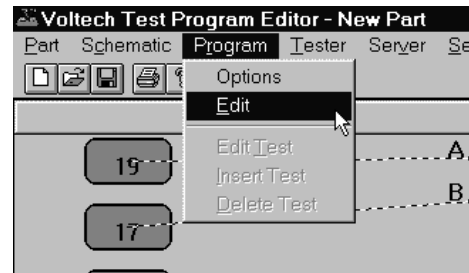 Voltech Test Program Editor - New Part
Part Schematic Program Tester Server Se
Options
Edit
Edit Test
Insert Test
Delete Test
19
A
17
B